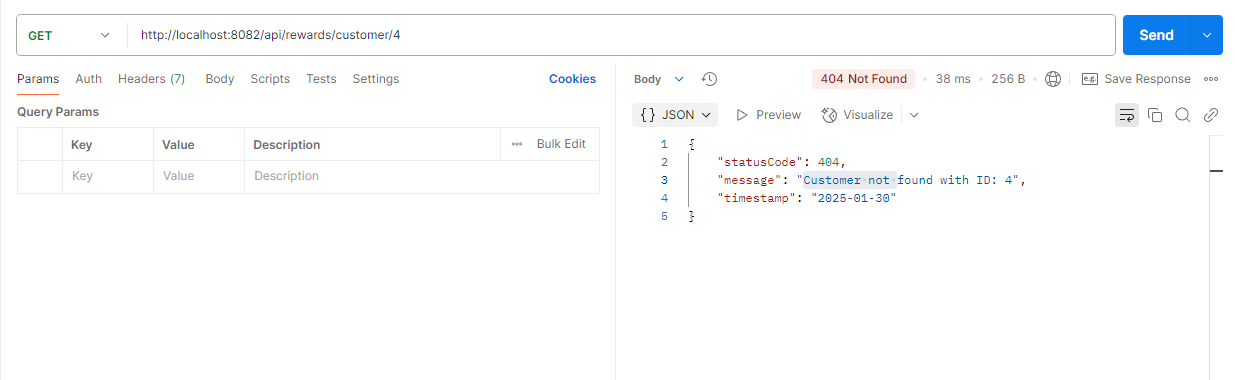 GET http://localhost:8082/api/rewards/customer/4 Send
Params Auth Headers (7) Body Scripts Tests Settings Cookies
Query Params
Key Value Description Bulk Edit
Key Value Description
Body 404 Not Found 38 ms 256 B e.g. Save Response
{} JSON Preview Visualize
1 {
2 "statusCode": 404,
3 "message": "Customer not found with ID: 4",
4 "timestamp": "2025-01-30"
5 }